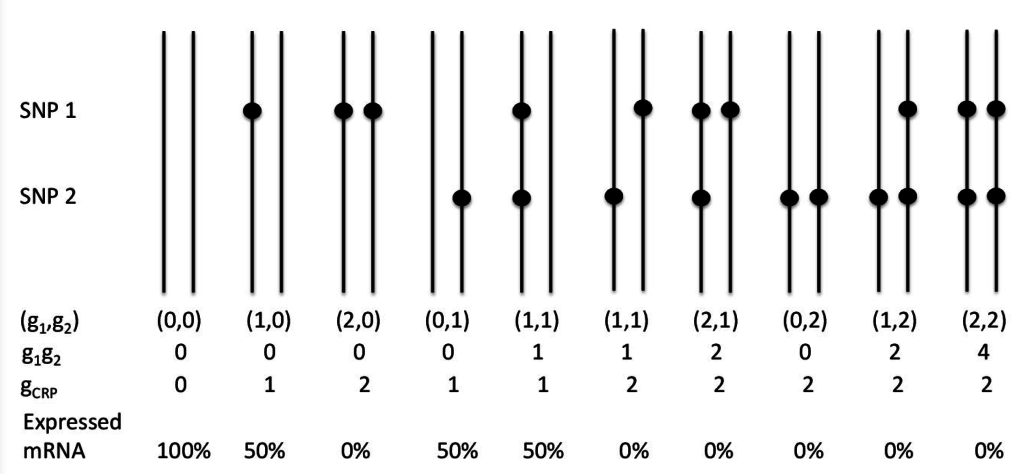 SNP 1
SNP 2
(g₁,g₂) (0,0) (1,0) (2,0) (0,1) (1,1) (1,1) (2,1) (0,2) (1,2) (2,2)
g₁g₂ 0 0 0 0 1 1 2 0 2 4
gCRP 0 1 2 1 1 2 2 2 2 2
Expressed
mRNA 100% 50% 0% 50% 50% 0% 0% 0% 0% 0%